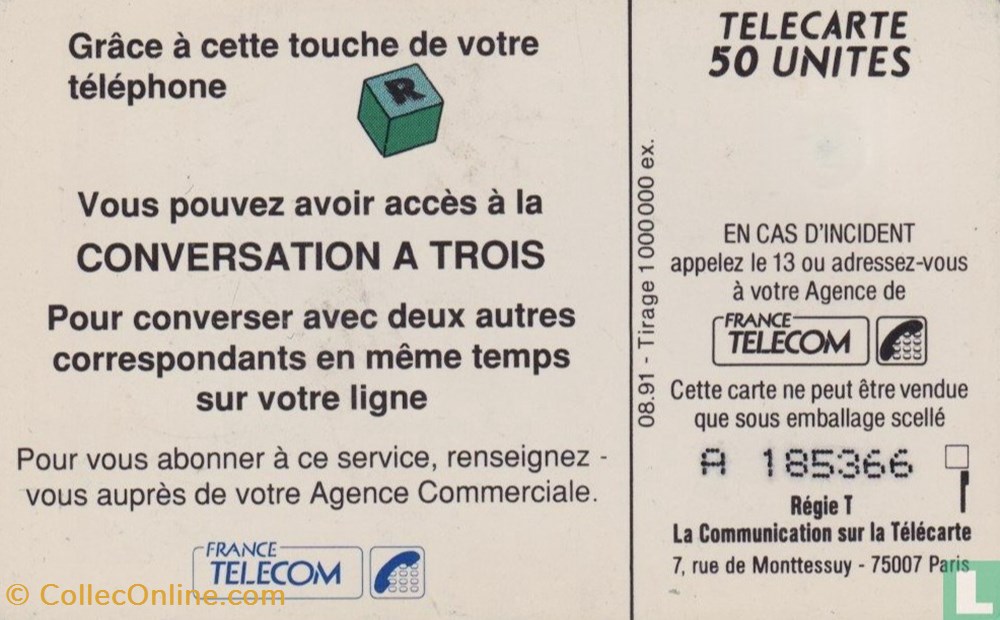 Grâce à cette touche de votre
téléphone
R
Vous pouvez avoir accès à la
CONVERSATION A TROIS
Pour converser avec deux autres
correspondants en même temps
sur votre ligne
Pour vous abonner à ce service, renseignez -
vous auprès de votre Agence Commerciale.
FRANCE
TELECOM
© CollecOnline.com
08.91 - Tirage 1 000 000 ex.
TELECARTE
50 UNITES
EN CAS D'INCIDENT
appelez le 13 ou adressez-vous
à votre Agence de
FRANCE
TELECOM
Cette carte ne peut être vendue
que sous emballage scellé
A 185366
Régie T
La Communication sur la Télécarte
7, rue de Monttessuy - 75007 Paris
L